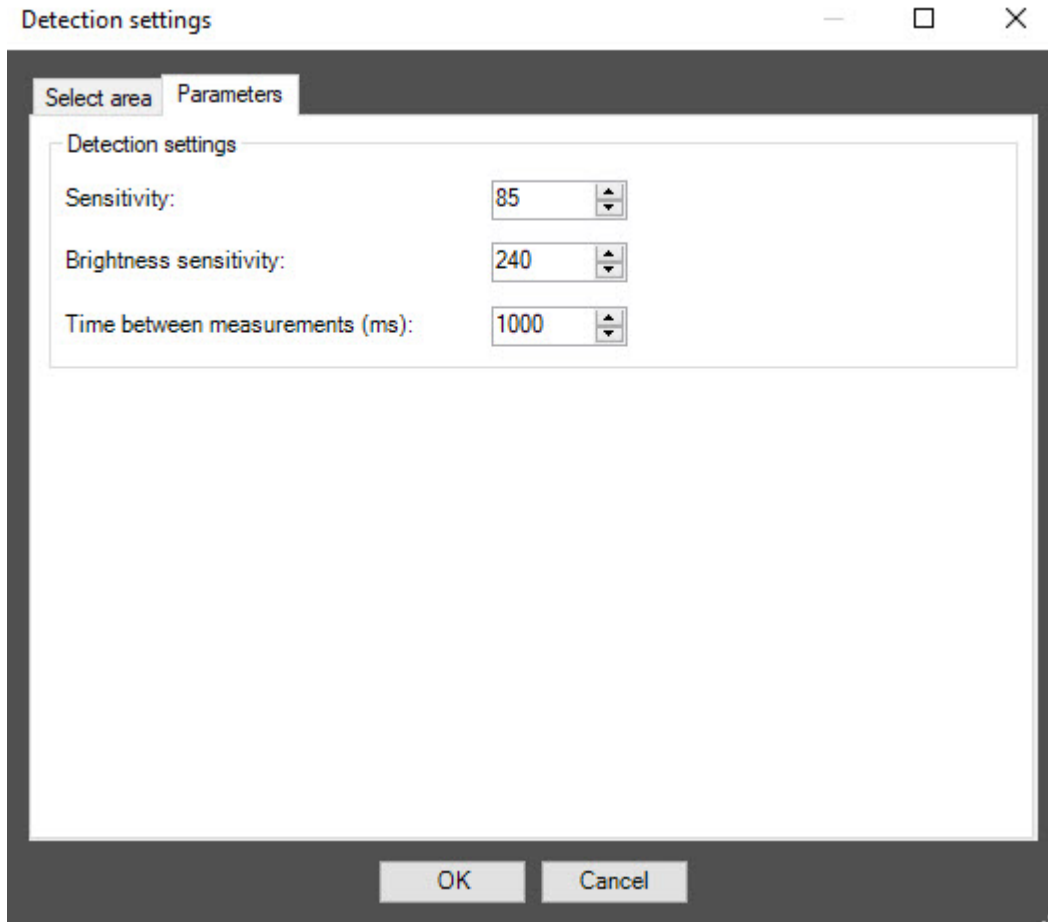 Detection settings
Select area Parameters
Detection settings
Sensitivity: 85
Brightness sensitivity: 240
Time between measurements (ms): 1000
OK Cancel